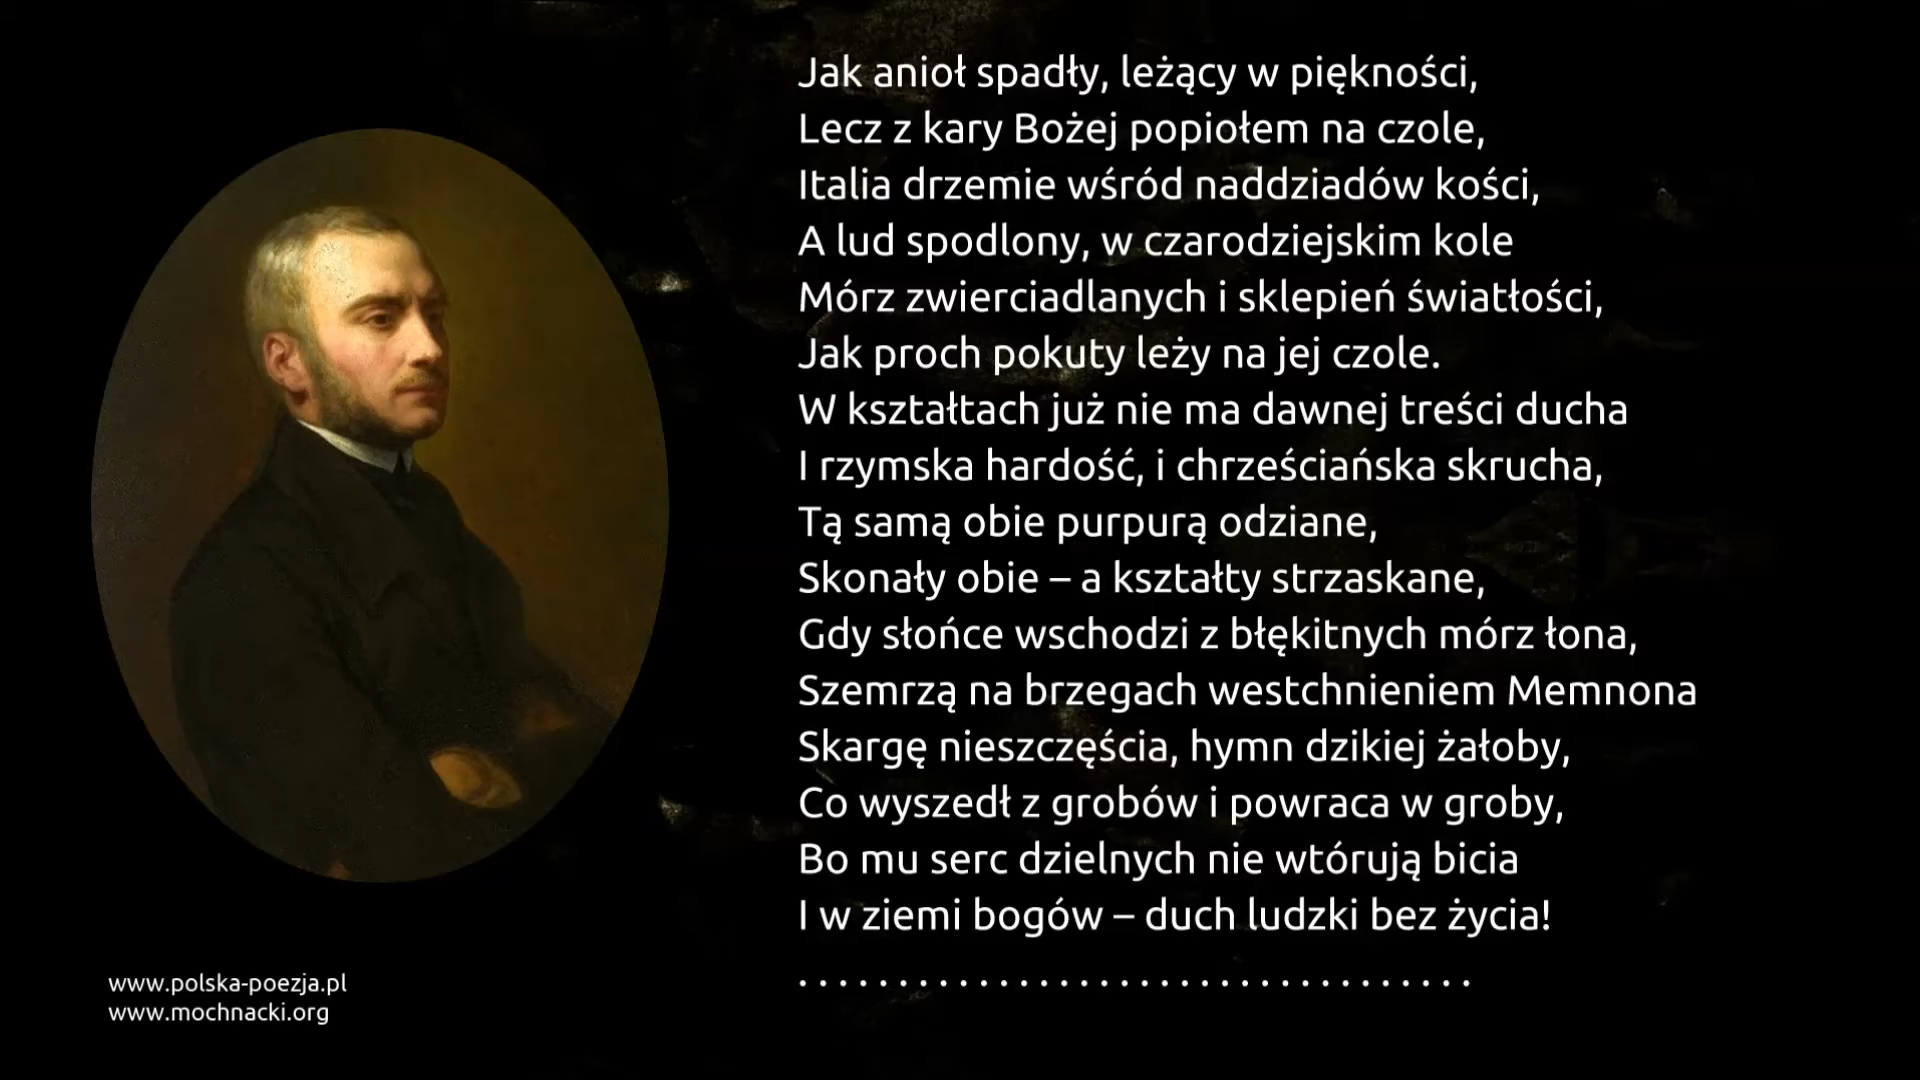 Jak anioł spadły, leżący w piękności,
Lecz z kary Bożej popiołem na czole,
Italia drzemie wśród naddziadów kości,
A lud spodlony, w czarodziejskim kole
Mórz zwierciadlanych i sklepień światłości,
Jak proch pokuty leży na jej czole.
W kształtach już nie ma dawnej treści ducha
I rzymska hardość, i chrześciańska skrucha,
Tą samą obie purpurą odziane,
Skonały obie – a kształty strzaskane,
Gdy słońce wschodzi z błękitnych mórz łona,
Szemrzą na brzegach westchnieniem Memnona
Skargę nieszczęścia, hymn dzikiej żałoby,
Co wyszedł z grobów i powraca w groby,
Bo mu serc dzielnych nie wtórują bicia
I w ziemi bogów – duch ludzki bez życia!
. . . . . . . . . . . . . . . . . . . . . . . . . . . . . . . . . .
www.polska-poezja.pl
www.mochnacki.org